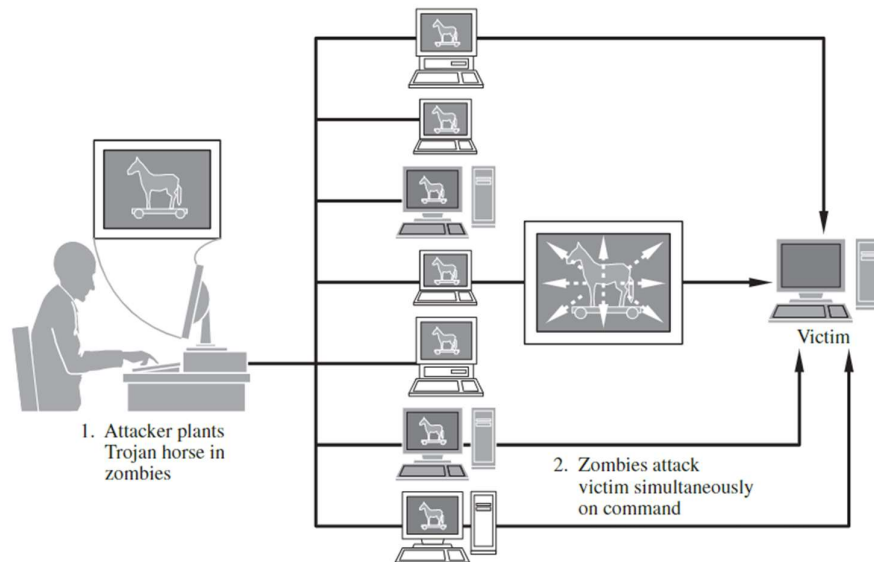 Victim
1. Attacker plants
Trojan horse in
zombies
2. Zombies attack
victim simultaneously
on command